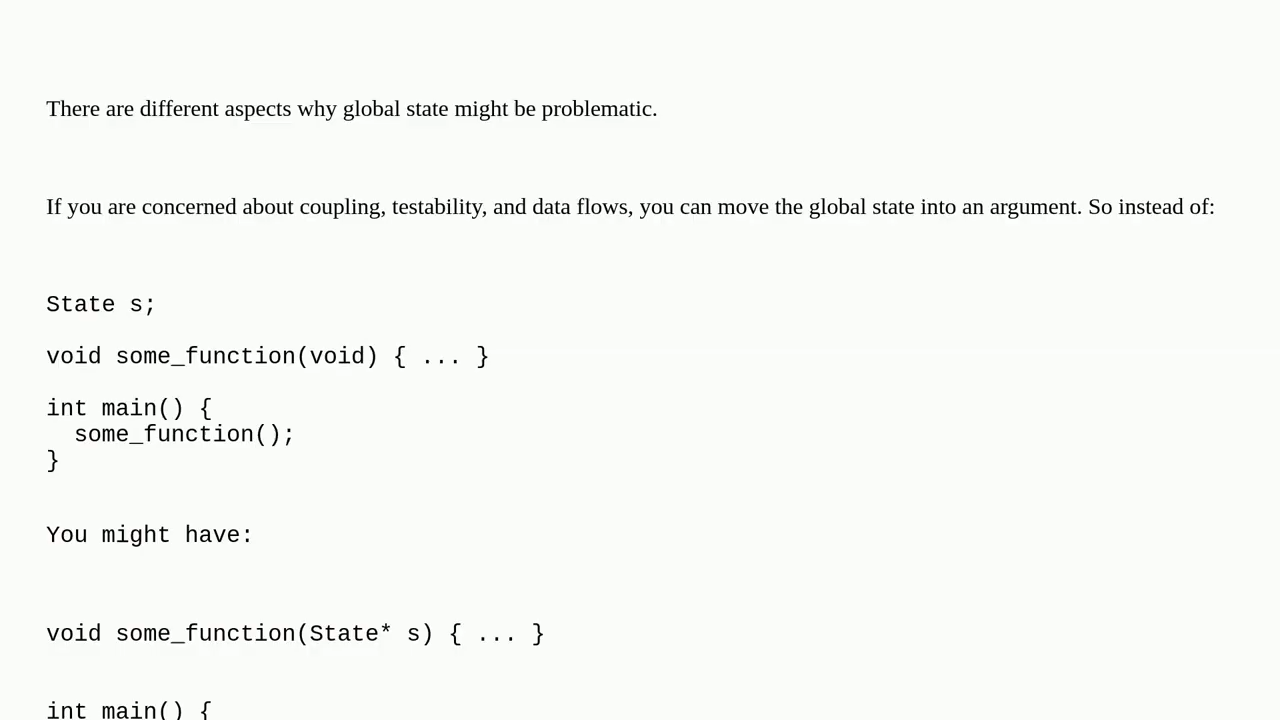 There are different aspects why global state might be problematic.
If you are concerned about coupling, testability, and data flows, you can move the global state into an argument. So instead of:
State s;
void some_function(void) { ... }
int main() {
  some_function();
}
You might have:
void some_function(State* s) { ... }
int main() {